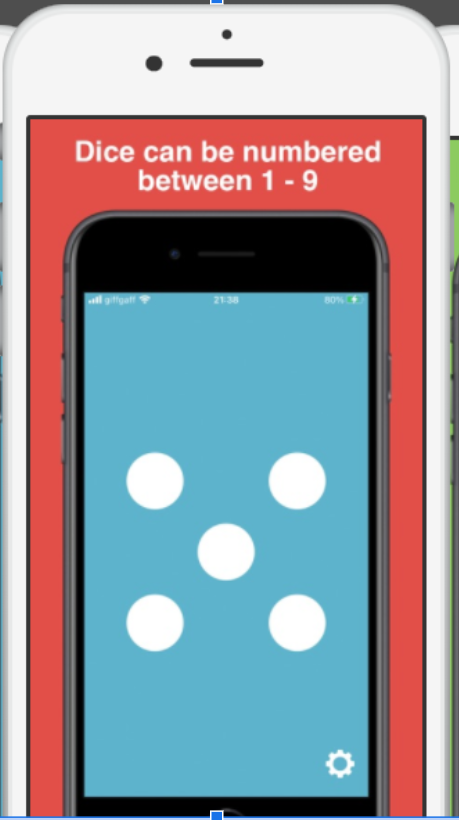 Dice can be numbered
between 1 - 9
giffgaff 21:38 80%